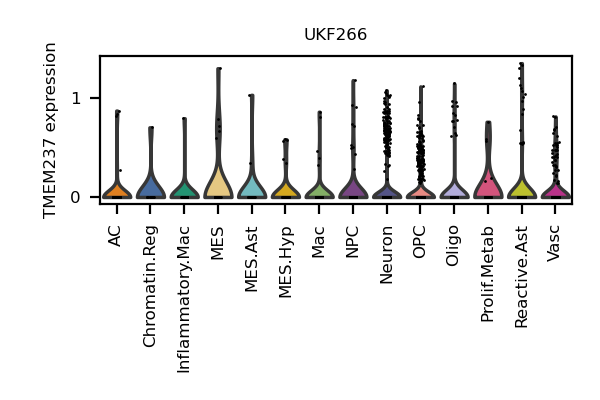 UKF266
TMEM237 expression
1
0
AC
Chromatin.Reg
Inflammatory.Mac
MES
MES.Ast
MES.Hyp
Mac
NPC
Neuron
OPC
Oligo
Prolif.Metab
Reactive.Ast
Vasc